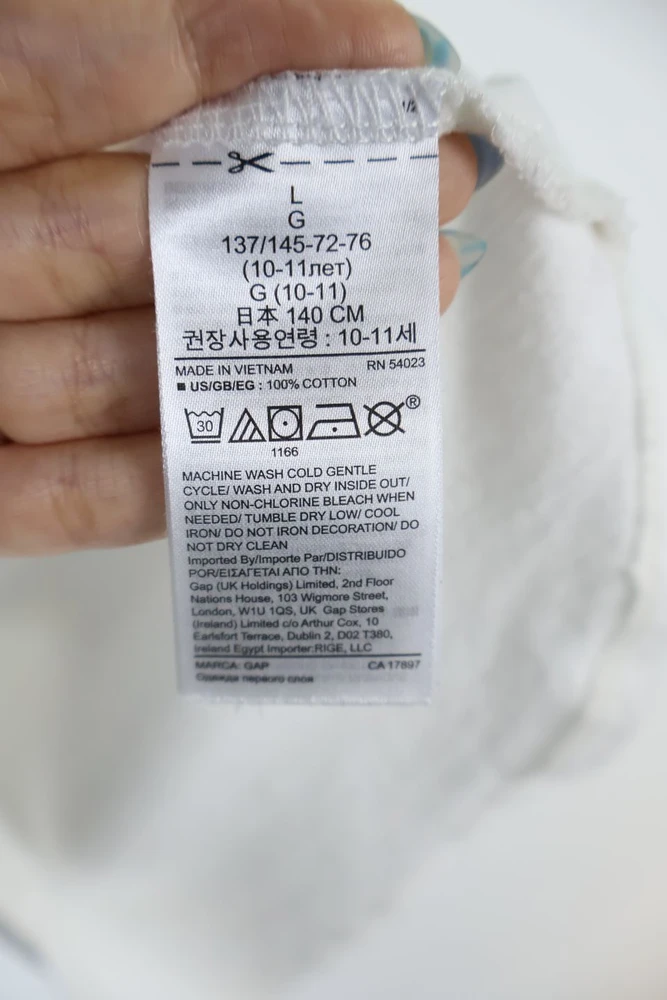 1/2
L
G
137/145-72-76
(10-11лет)
G (10-11)
日本 140 CM
권장사용연령 : 10-11세
MADE IN VIETNAM RN 54023
■ US/GB/EG : 100% COTTON
30
®
1166
MACHINE WASH COLD GENTLE
CYCLE/ WASH AND DRY INSIDE OUT/
ONLY NON-CHLORINE BLEACH WHEN
NEEDED/ TUMBLE DRY LOW/ COOL
IRON/ DO NOT IRON DECORATION/ DO
NOT DRY CLEAN
Imported By/Importe Par/DISTRIBUIDO
POR/ΕΙΣΑΓΕΤΑΙ ΑΠΟ ΤΗΝ:
Gap (UK Holdings) Limited, 2nd Floor
Nations House, 103 Wigmore Street,
London, W1U 1QS, UK Gap Stores
(Ireland) Limited c/o Arthur Cox, 10
Earlsfort Terrace, Dublin 2, D02 T380,
Ireland Egypt Importer:RIGE, LLC
MARCA: GAP CA 17897
Одежда первого слоя